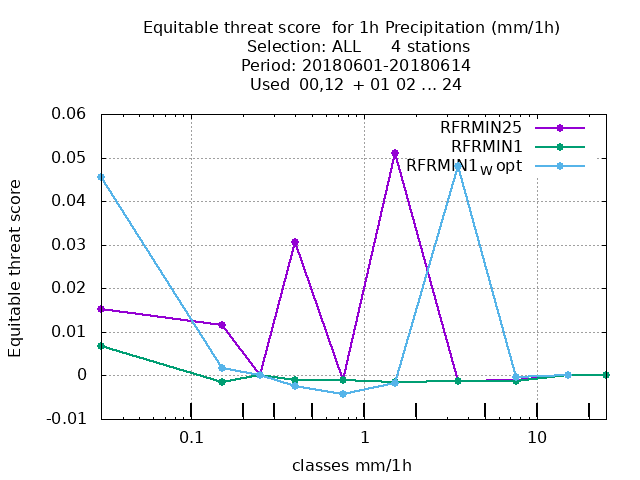 Equitable threat score  for 1h Precipitation (mm/1h)
Selection: ALL      4 stations
Period: 20180601-20180614
Used  00,12  + 01 02 ... 24
RFRMIN25
RFRMIN1
RFRMIN1W opt
Equitable threat score
0.06
0.05
0.04
0.03
0.02
0.01
0
-0.01
0.1
1
10
classes mm/1h